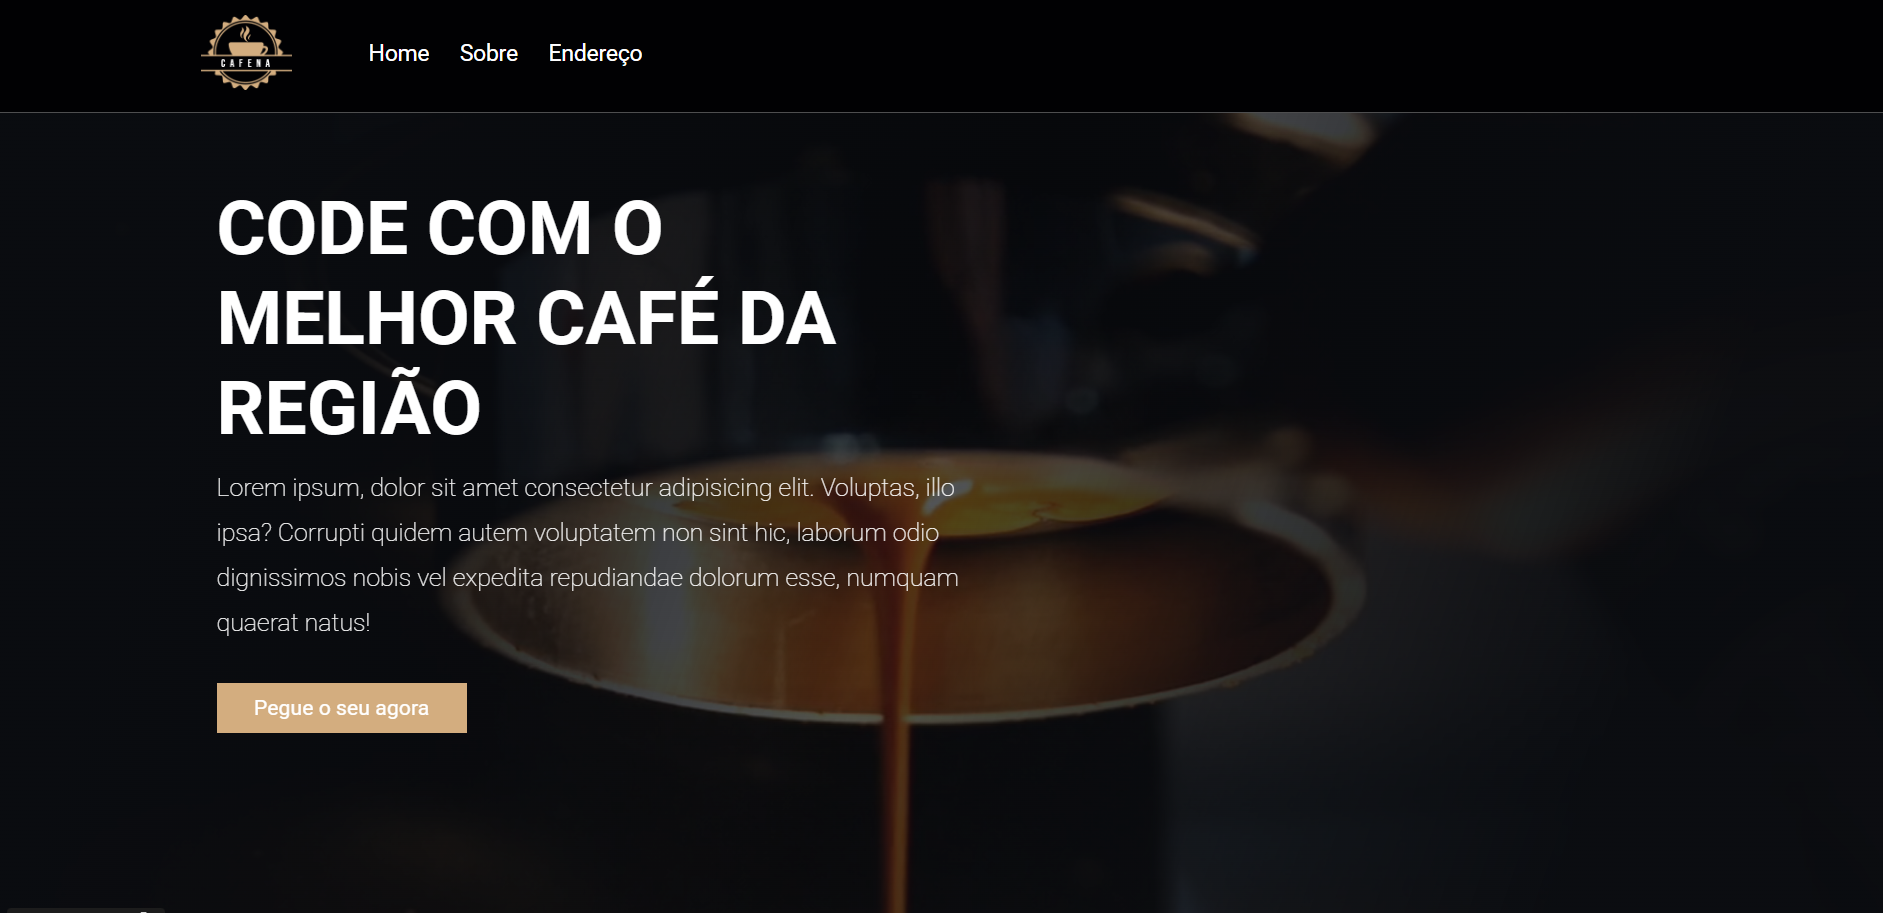 CAFENA
Home Sobre Endereço
CODE COM O
MELHOR CAFÉ DA
REGIÃO
Lorem ipsum, dolor sit amet consectetur adipisicing elit. Voluptas, illo
ipsa? Corrupti quidem autem voluptatem non sint hic, laborum odio
dignissimos nobis vel expedita repudiandae dolorum esse, numquam
quaerat natus!
Pegue o seu agora